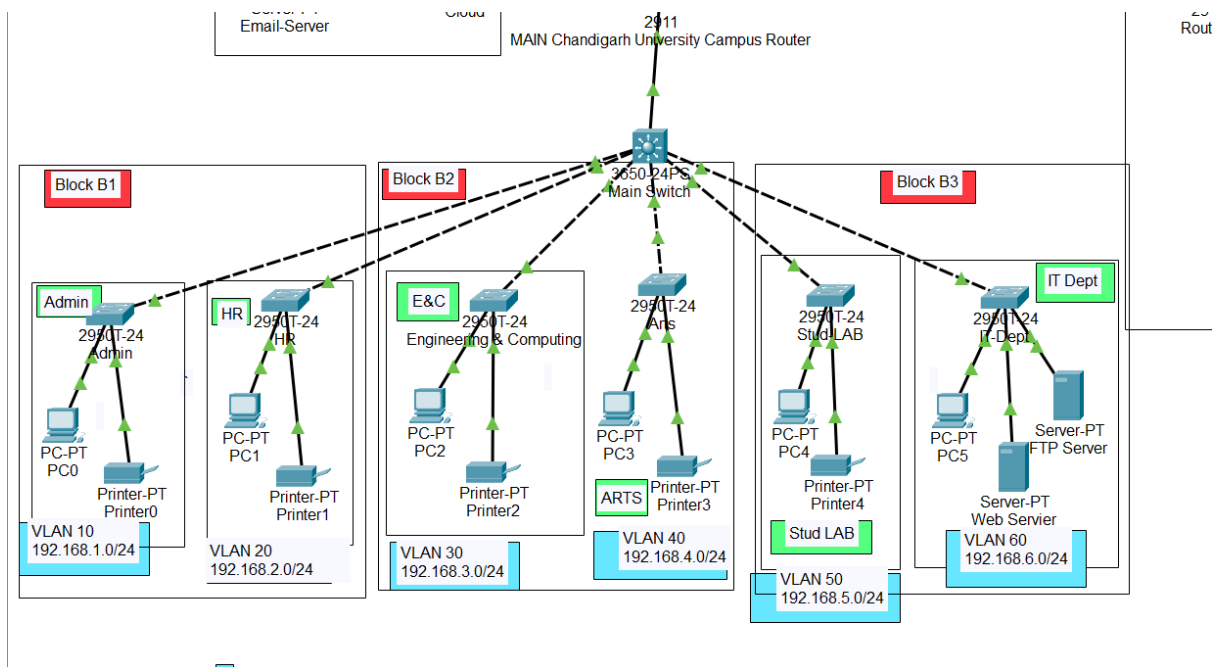 Email-Server
Cloud
2911
MAIN Chandigarh University Campus Router
Rout
3650-24PS
Main Switch
Block B1
Block B2
Block B3
Admin
2950T-24
Admin
HR
2950T-24
HR
E&C
2950T-24
Engineering & Computing
2950T-24
2950T-24
Stud-LAB
IT Dept
2950T-24
IT-Dept
PC-PT
PC0
Printer-PT
Printer0
PC-PT
PC1
Printer-PT
Printer1
PC-PT
PC2
Printer-PT
Printer2
PC-PT
PC3
Printer-PT
Printer3
ARTS
PC-PT
PC4
Printer-PT
Printer4
Stud LAB
PC-PT
PC5
Server-PT
FTP Server
Server-PT
Web Servier
VLAN 10
192.168.1.0/24
VLAN 20
192.168.2.0/24
VLAN 30
192.168.3.0/24
VLAN 40
192.168.4.0/24
VLAN 50
192.168.5.0/24
VLAN 60
192.168.6.0/24